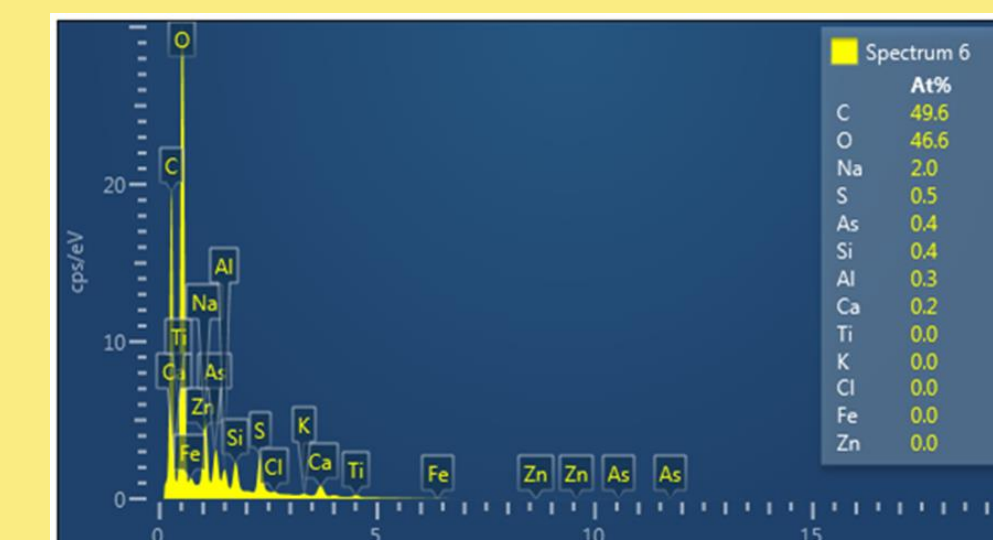 O
Spectrum 6
At%
C 49.6
O 46.6
Na 2.0
S 0.5
As 0.4
Si 0.4
Al 0.3
Ca 0.2
Ti 0.0
K 0.0
Cl 0.0
Fe 0.0
Zn 0.0
C
20
cps/eV
Al
Na
Ti
10
Ca
As
Zn
Si
S
K
Fe
Cl
Ca
Ti
Fe
Zn
Zn
As
As
0
0
5
10
15